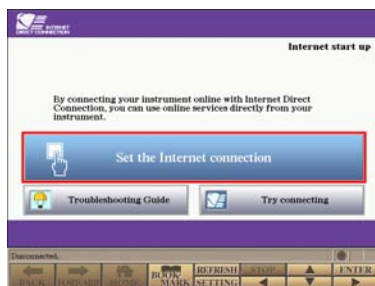 INTERNET
DIRECT CONNECTION
Internet start up
By connecting your instrument online with Internet Direct
Connection, you can use online services directly from your
instrument.
Set the Internet connection
Troubleshooting Guide
Try connecting
Disconnected.
BACK FORWARD HOME BOOK MARK REFRESH SETTING STOP ENTER